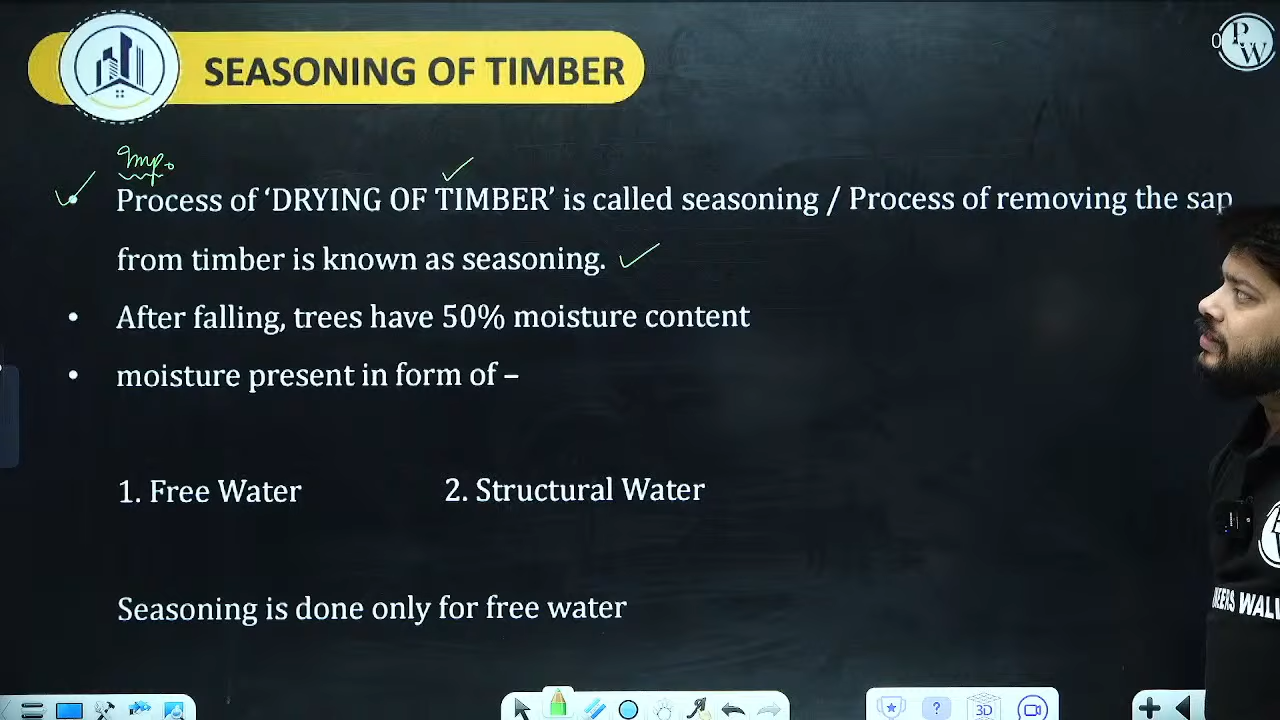 SEASONING OF TIMBER
PW
Imp.
Process of ‘DRYING OF TIMBER’ is called seasoning / Process of removing the sap
from timber is known as seasoning.
• After falling, trees have 50% moisture content
• moisture present in form of –
1. Free Water 2. Structural Water
Seasoning is done only for free water
3D